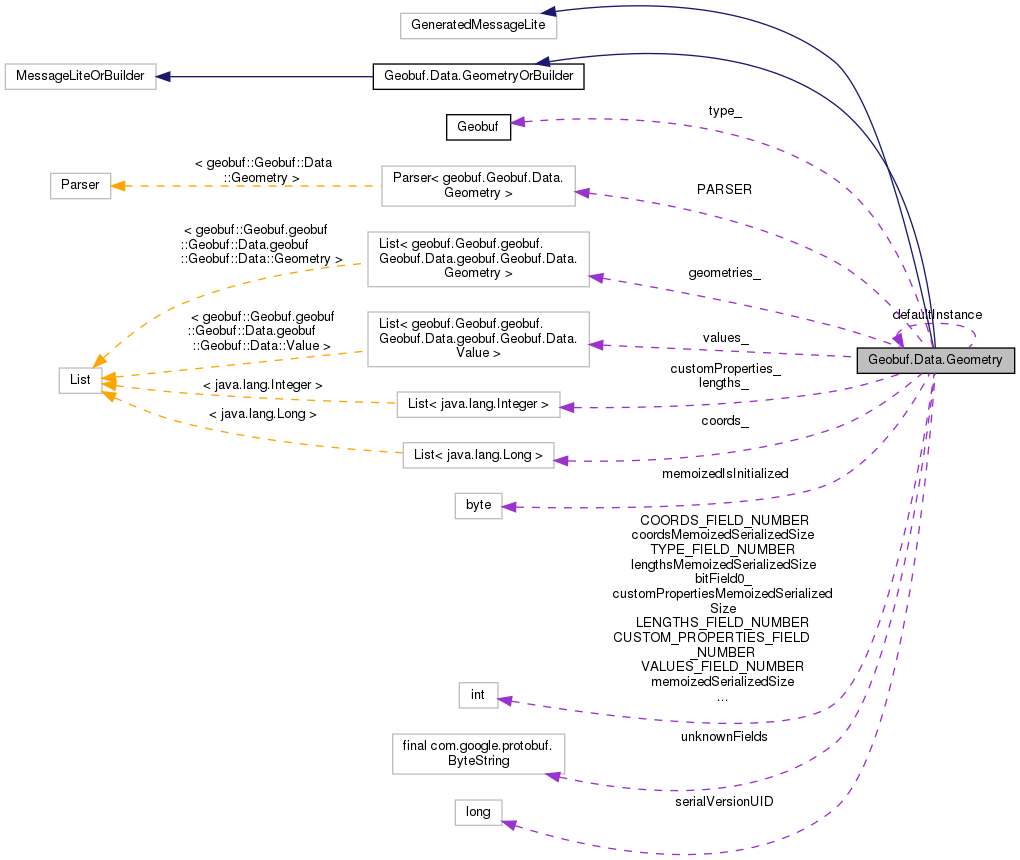 GeneratedMessageLite
MessageLiteOrBuilder
Geobuf.Data.GeometryOrBuilder
type_
Geobuf
< geobuf::Geobuf::Data
::Geometry >
Parser
Parser< geobuf.Geobuf.Data.
Geometry >
PARSER
< geobuf::Geobuf.geobuf
::Geobuf::Data.geobuf
::Geobuf::Data::Geometry >
List< geobuf.Geobuf.geobuf.
Geobuf.Data.geobuf.Geobuf.Data.
Geometry >
geometries_
defaultInstance
< geobuf::Geobuf.geobuf
::Geobuf::Data.geobuf
::Geobuf::Data::Value >
List< geobuf.Geobuf.geobuf.
Geobuf.Data.geobuf.Geobuf.Data.
Value >
values_
Geobuf.Data.Geometry
List
< java.lang.Integer >
List< java.lang.Integer >
customProperties_
lengths_
< java.lang.Long >
List< java.lang.Long >
coords_
memoizedIsInitialized
byte
COORDS_FIELD_NUMBER
coordsMemoizedSerializedSize
TYPE_FIELD_NUMBER
lengthsMemoizedSerializedSize
bitField0_
customPropertiesMemoizedSerialized
Size
LENGTHS_FIELD_NUMBER
CUSTOM_PROPERTIES_FIELD
_NUMBER
VALUES_FIELD_NUMBER
memoizedSerializedSize
...
int
unknownFields
final com.google.protobuf.
ByteString
serialVersionUID
long